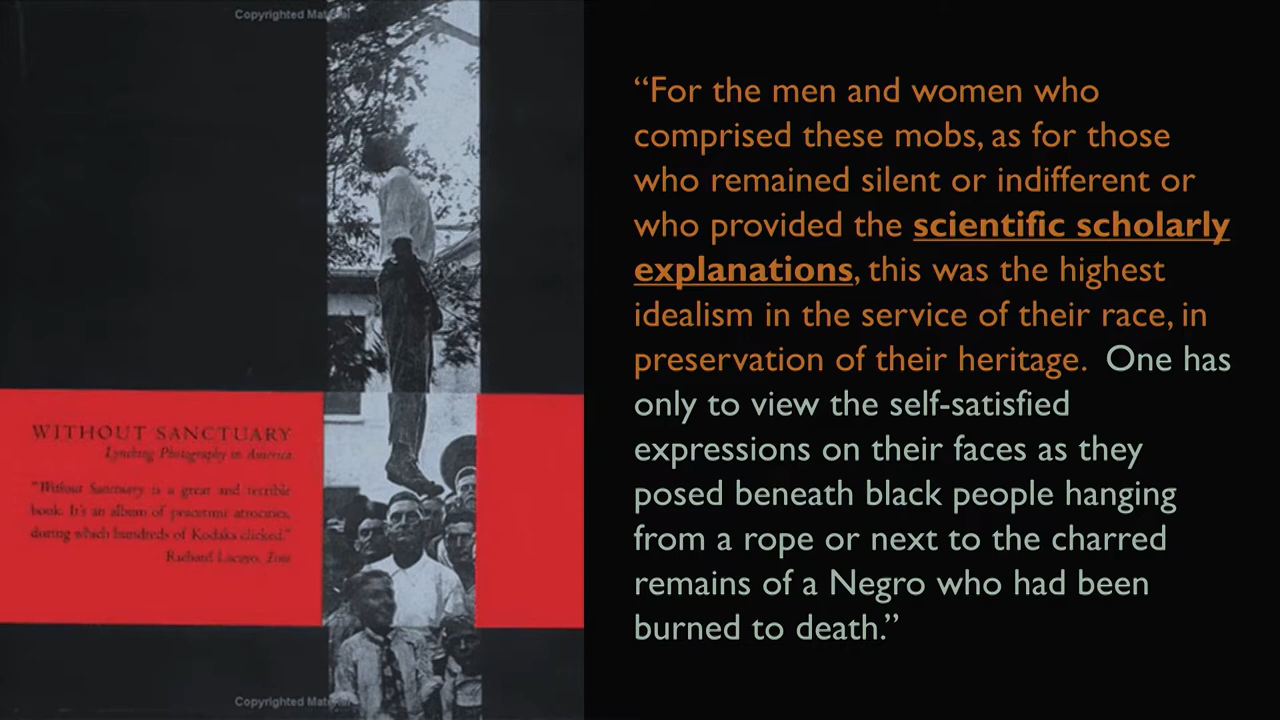 Copyrighted Material
WITHOUT SANCTUARY
Lynching Photography in America
"Without Sanctuary is a great and terrible
book. It's an album of peacetime atrocities,
during which hundreds of Kodaks clicked."
Richard Lacayo, Time
Copyrighted Material
“For the men and women who
comprised these mobs, as for those
who remained silent or indifferent or
who provided the scientific scholarly
explanations, this was the highest
idealism in the service of their race, in
preservation of their heritage. One has
only to view the self-satisfied
expressions on their faces as they
posed beneath black people hanging
from a rope or next to the charred
remains of a Negro who had been
burned to death.”